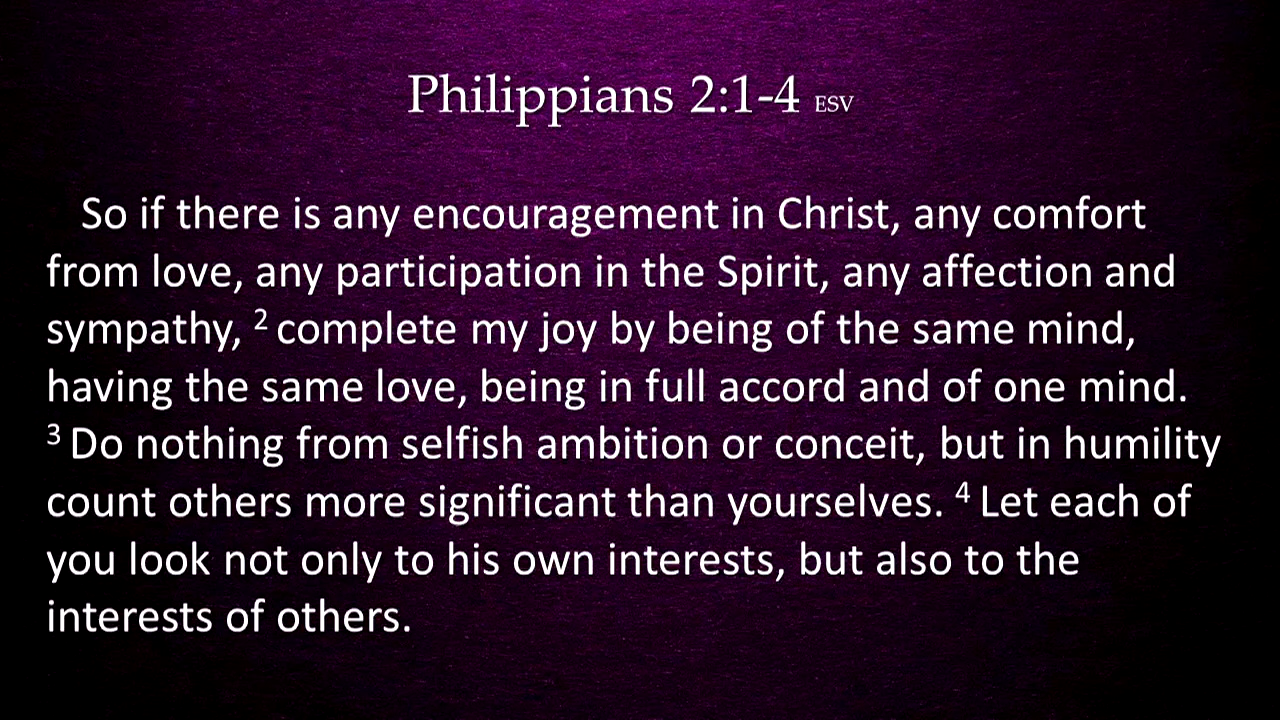 Philippians 2:1-4 ESV
So if there is any encouragement in Christ, any comfort
from love, any participation in the Spirit, any affection and
sympathy, 2 complete my joy by being of the same mind,
having the same love, being in full accord and of one mind.
3 Do nothing from selfish ambition or conceit, but in humility
count others more significant than yourselves. 4 Let each of
you look not only to his own interests, but also to the
interests of others.